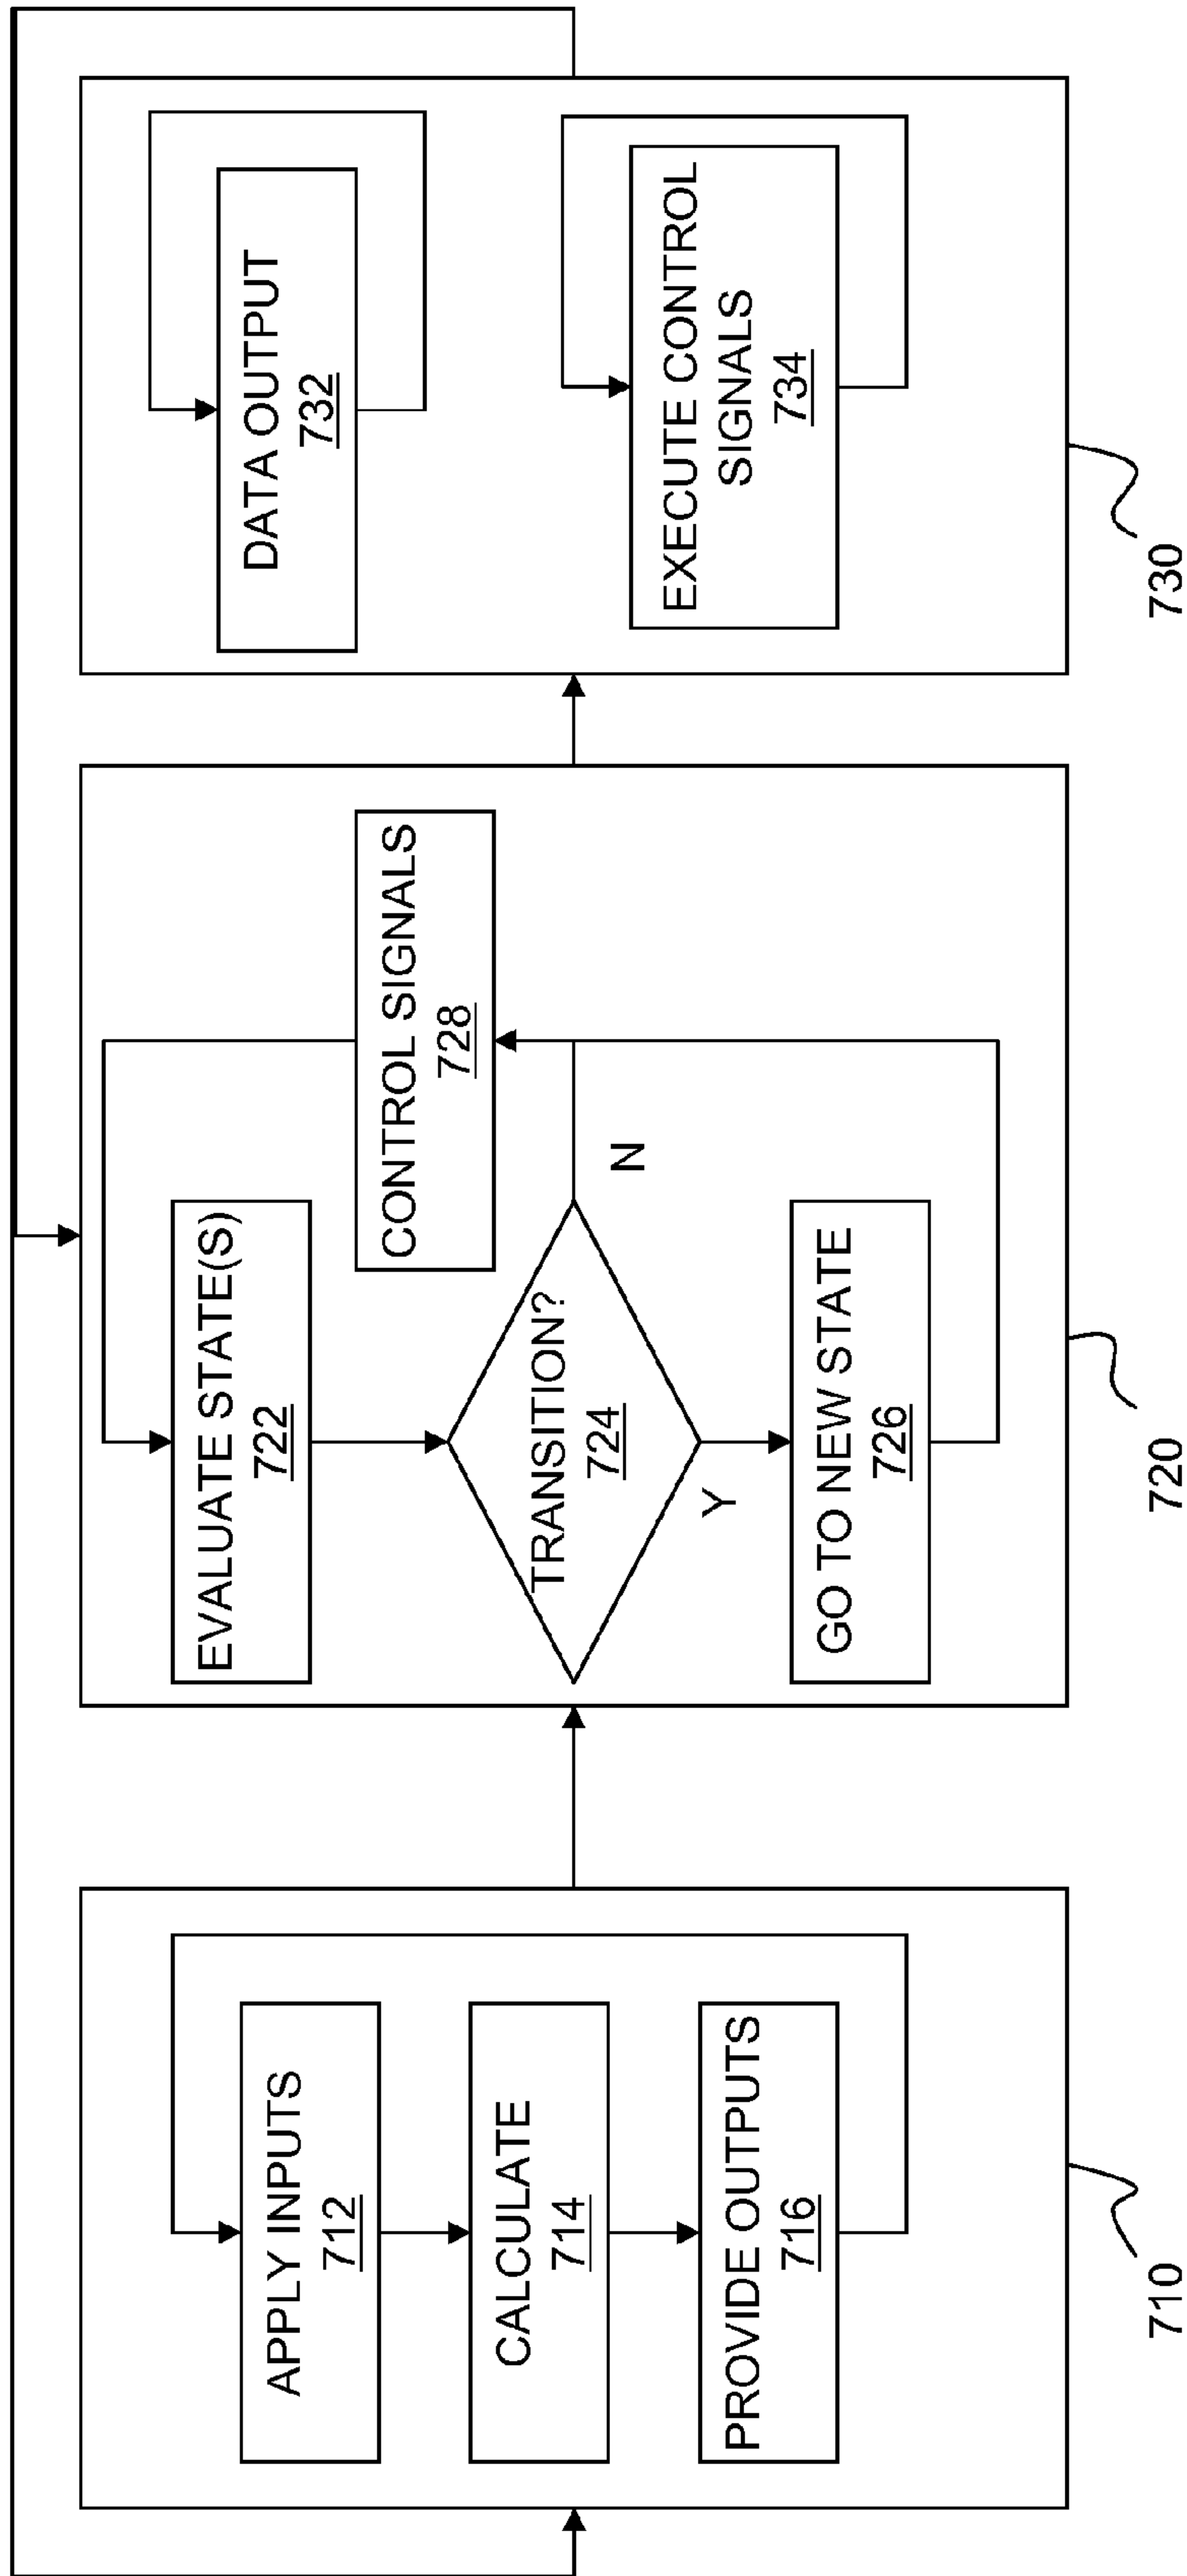 APPLY INPUTS
712
CALCULATE
714
PROVIDE OUTPUTS
716
710
EVALUATE STATE(S)
722
TRANSITION?
724
Y
N
GO TO NEW STATE
726
CONTROL SIGNALS
728
720
DATA OUTPUT
732
EXECUTE CONTROL
SIGNALS
734
730